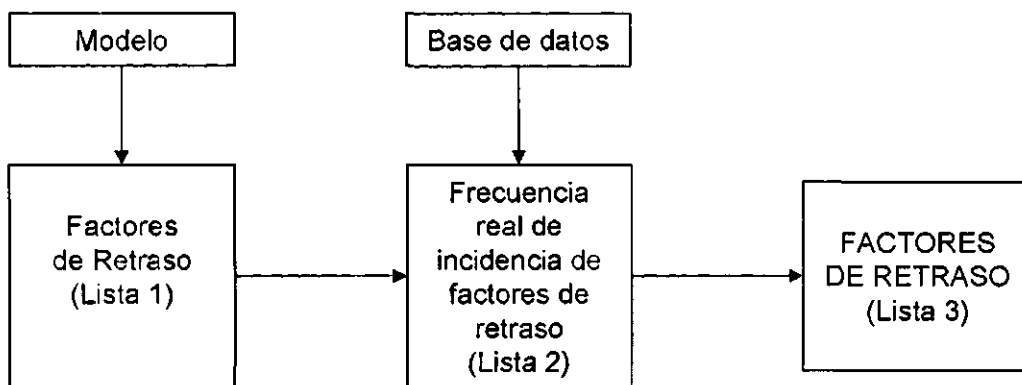 Modelo
Base de datos
Factores
de Retraso
(Lista 1)
Frecuencia
real de
incidencia de
factores de
retraso
(Lista 2)
FACTORES
DE RETRASO
(Lista 3)